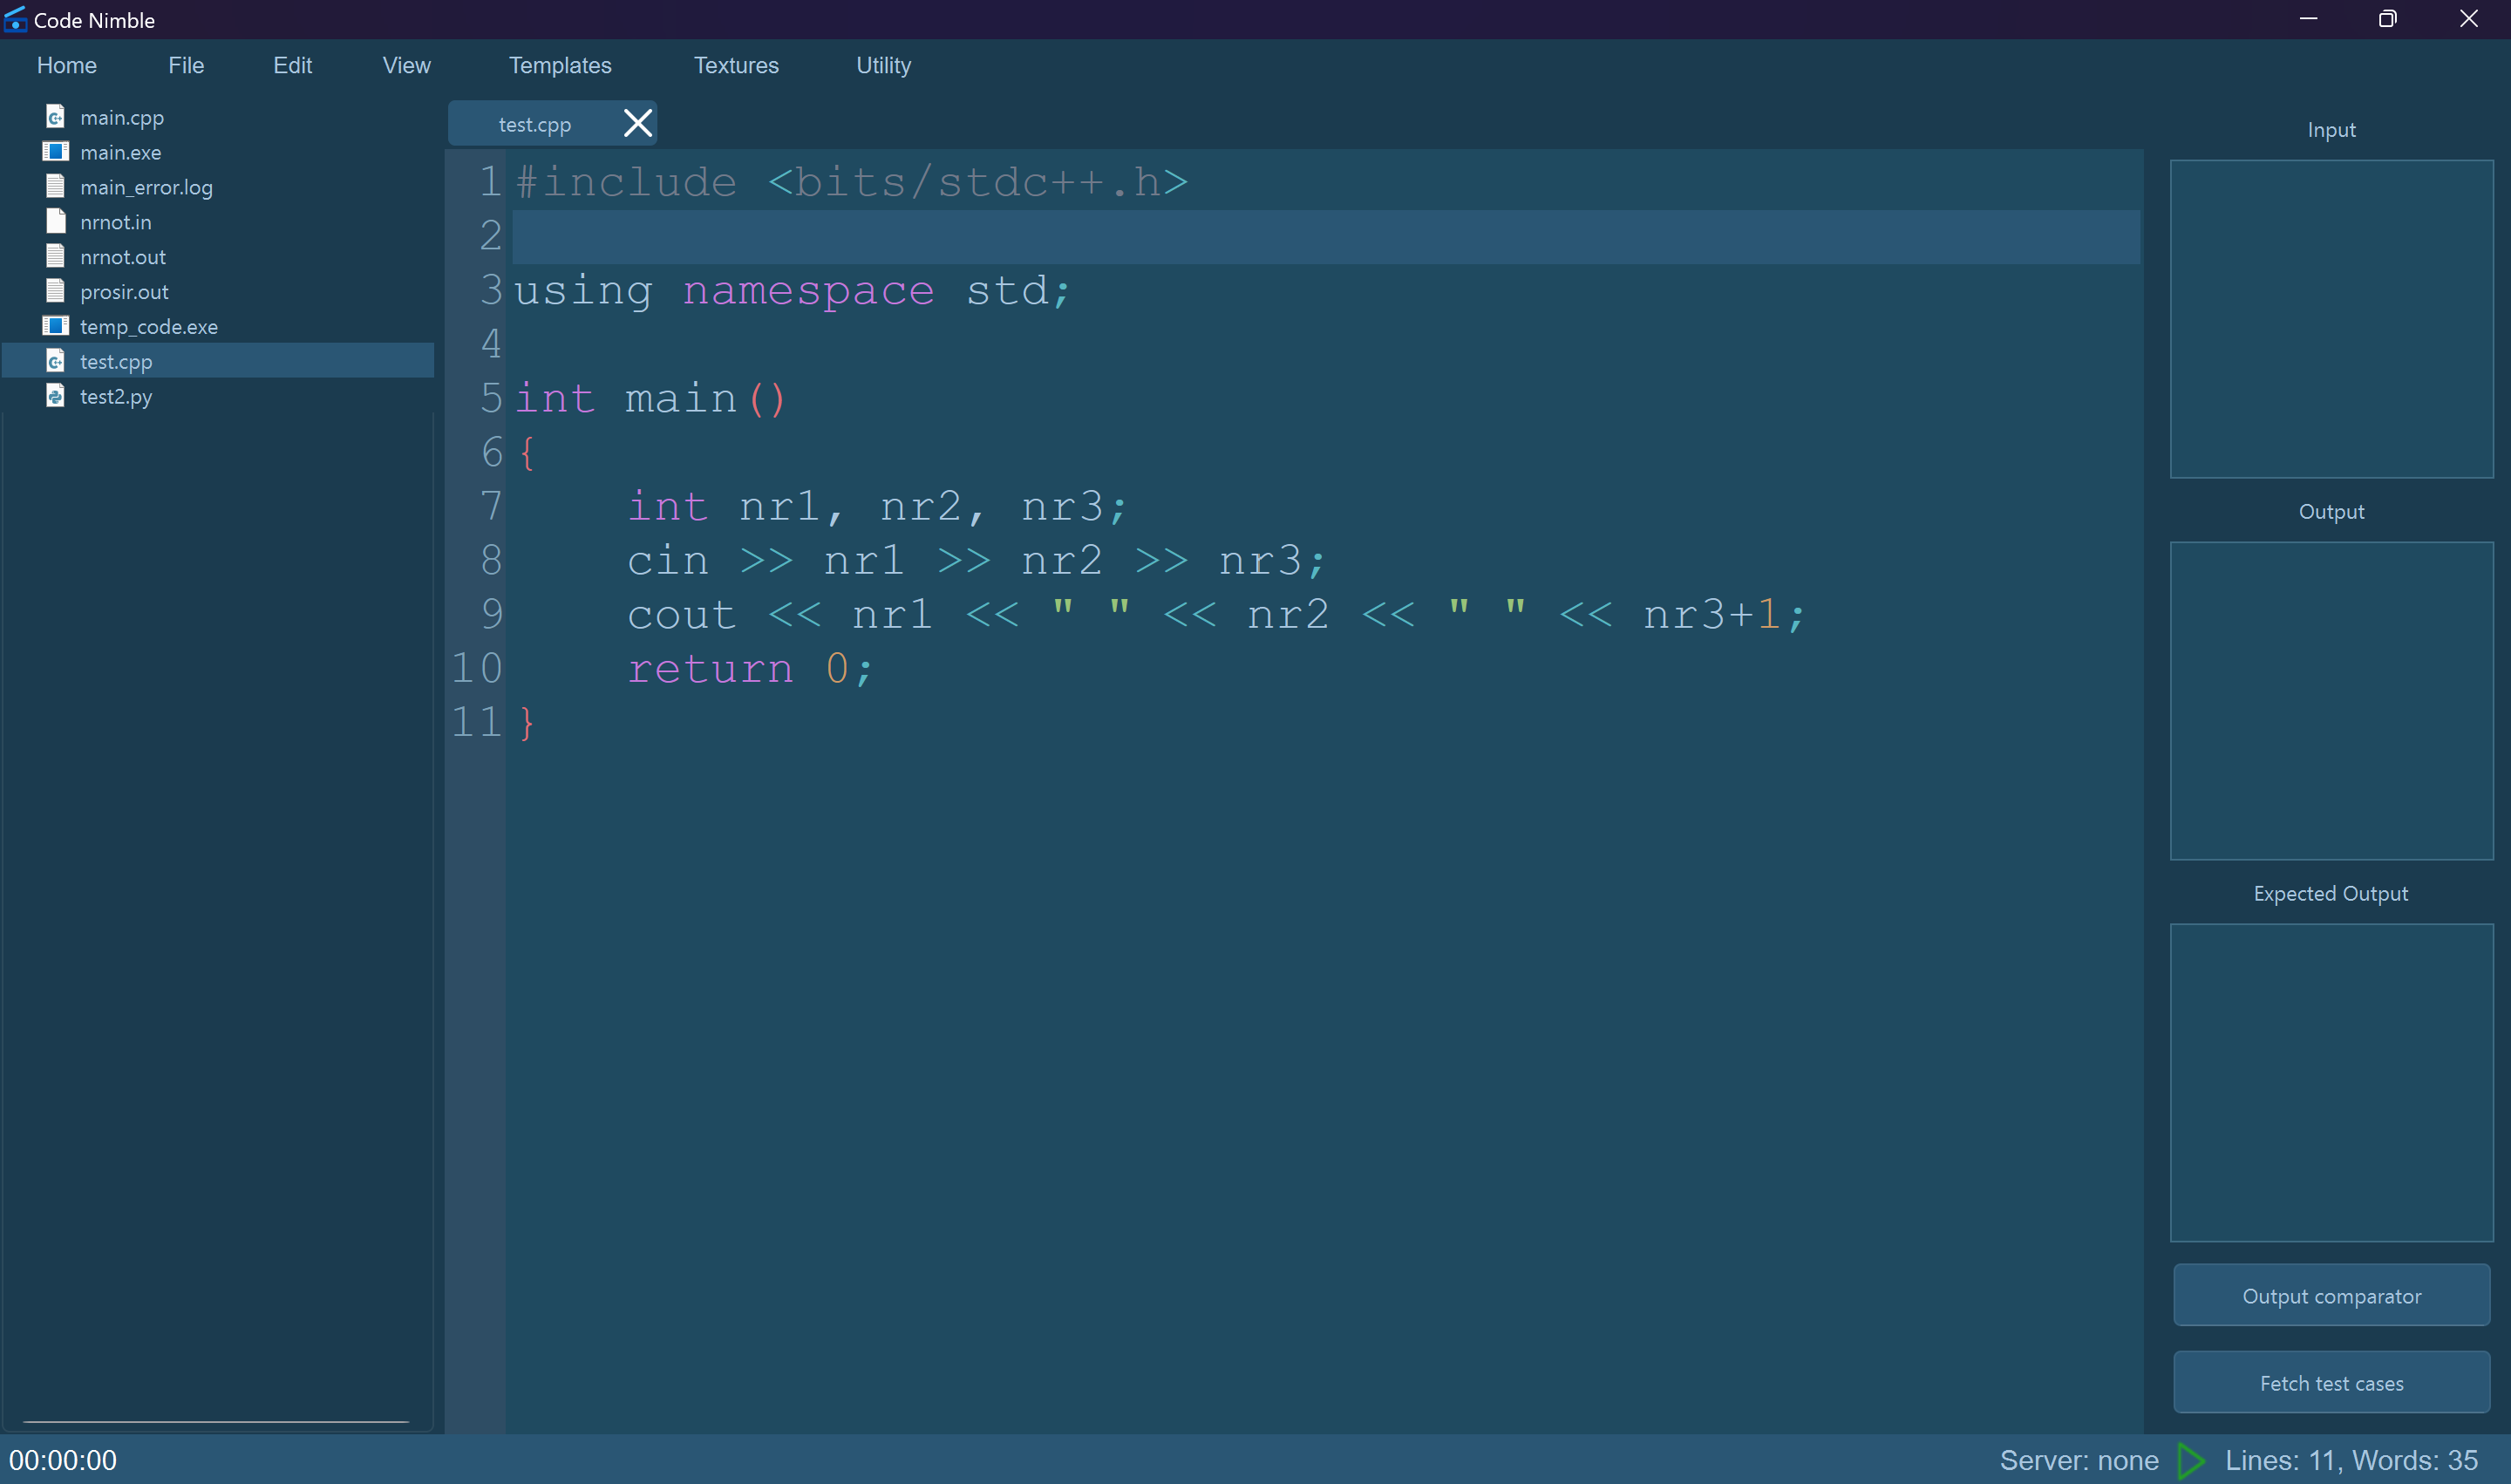 Code Nimble
Home File Edit View Templates Textures Utility
main.cpp
main.exe
main_error.log
nrnot.in
nrnot.out
prosir.out
temp_code.exe
test.cpp
test2.py
test.cpp
1 #include <bits/stdc++.h>
2
3 using namespace std;
4
5 int main()
6 {
7     int nr1, nr2, nr3;
8     cin >> nr1 >> nr2 >> nr3;
9     cout << nr1 << " " << nr2 << " " << nr3+1;
10     return 0;
11 }
Input
Output
Expected Output
Output comparator
Fetch test cases
00:00:00
Server: none Lines: 11, Words: 35